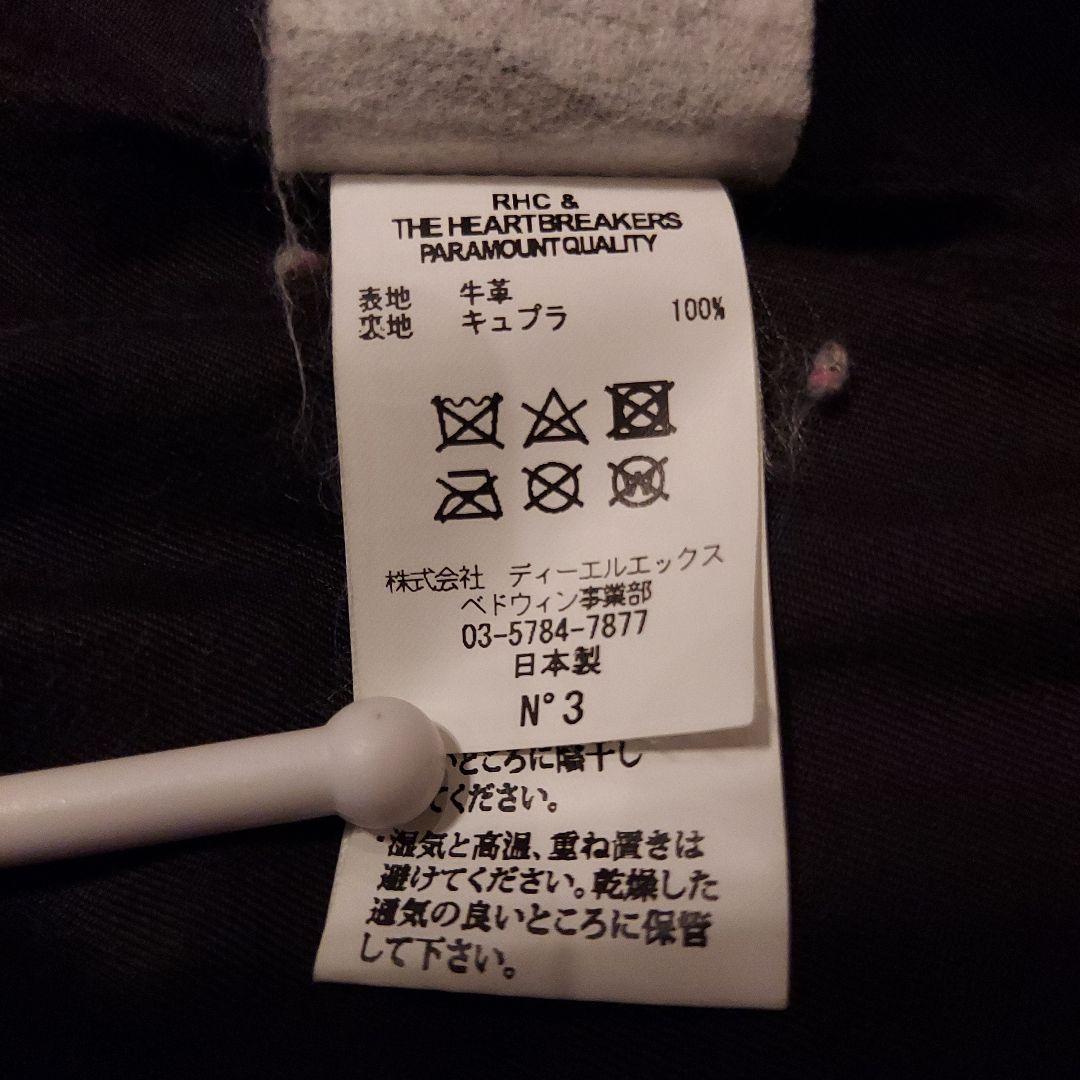 RHC &
THE HEARTBREAKERS
PARAMOUNT QUALITY
表地 牛革
裏地 キュプラ 100%
W
株式会社 ディーエルエックス
ベドウィン事業部
03-5784-7877
日本製
N°3
いところに陰干し
てください。
・湿気と高温、重ね置きは
避けてください。乾燥した
通気の良いところに保管
して下さい。